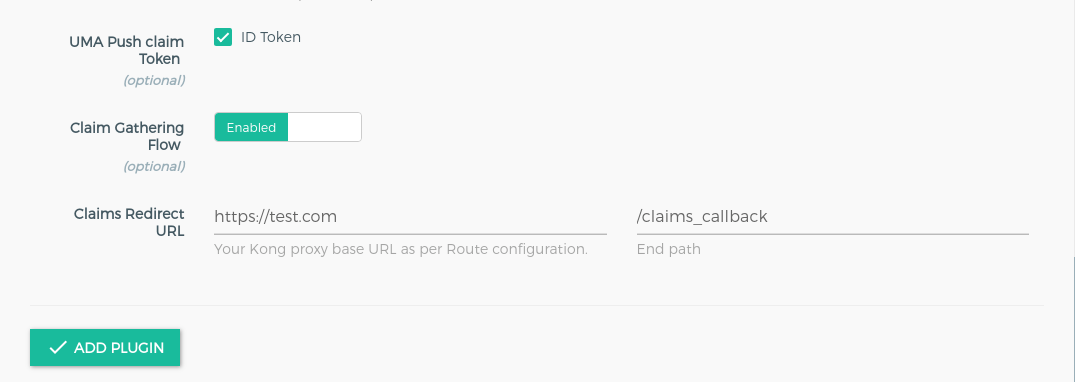 UMA Push claim
Token
(optional)
ID Token
Claim Gathering
Flow
(optional)
Enabled
Claims Redirect
URL
https://test.com
/claims_callback
Your Kong proxy base URL as per Route configuration.
End path
ADD PLUGIN